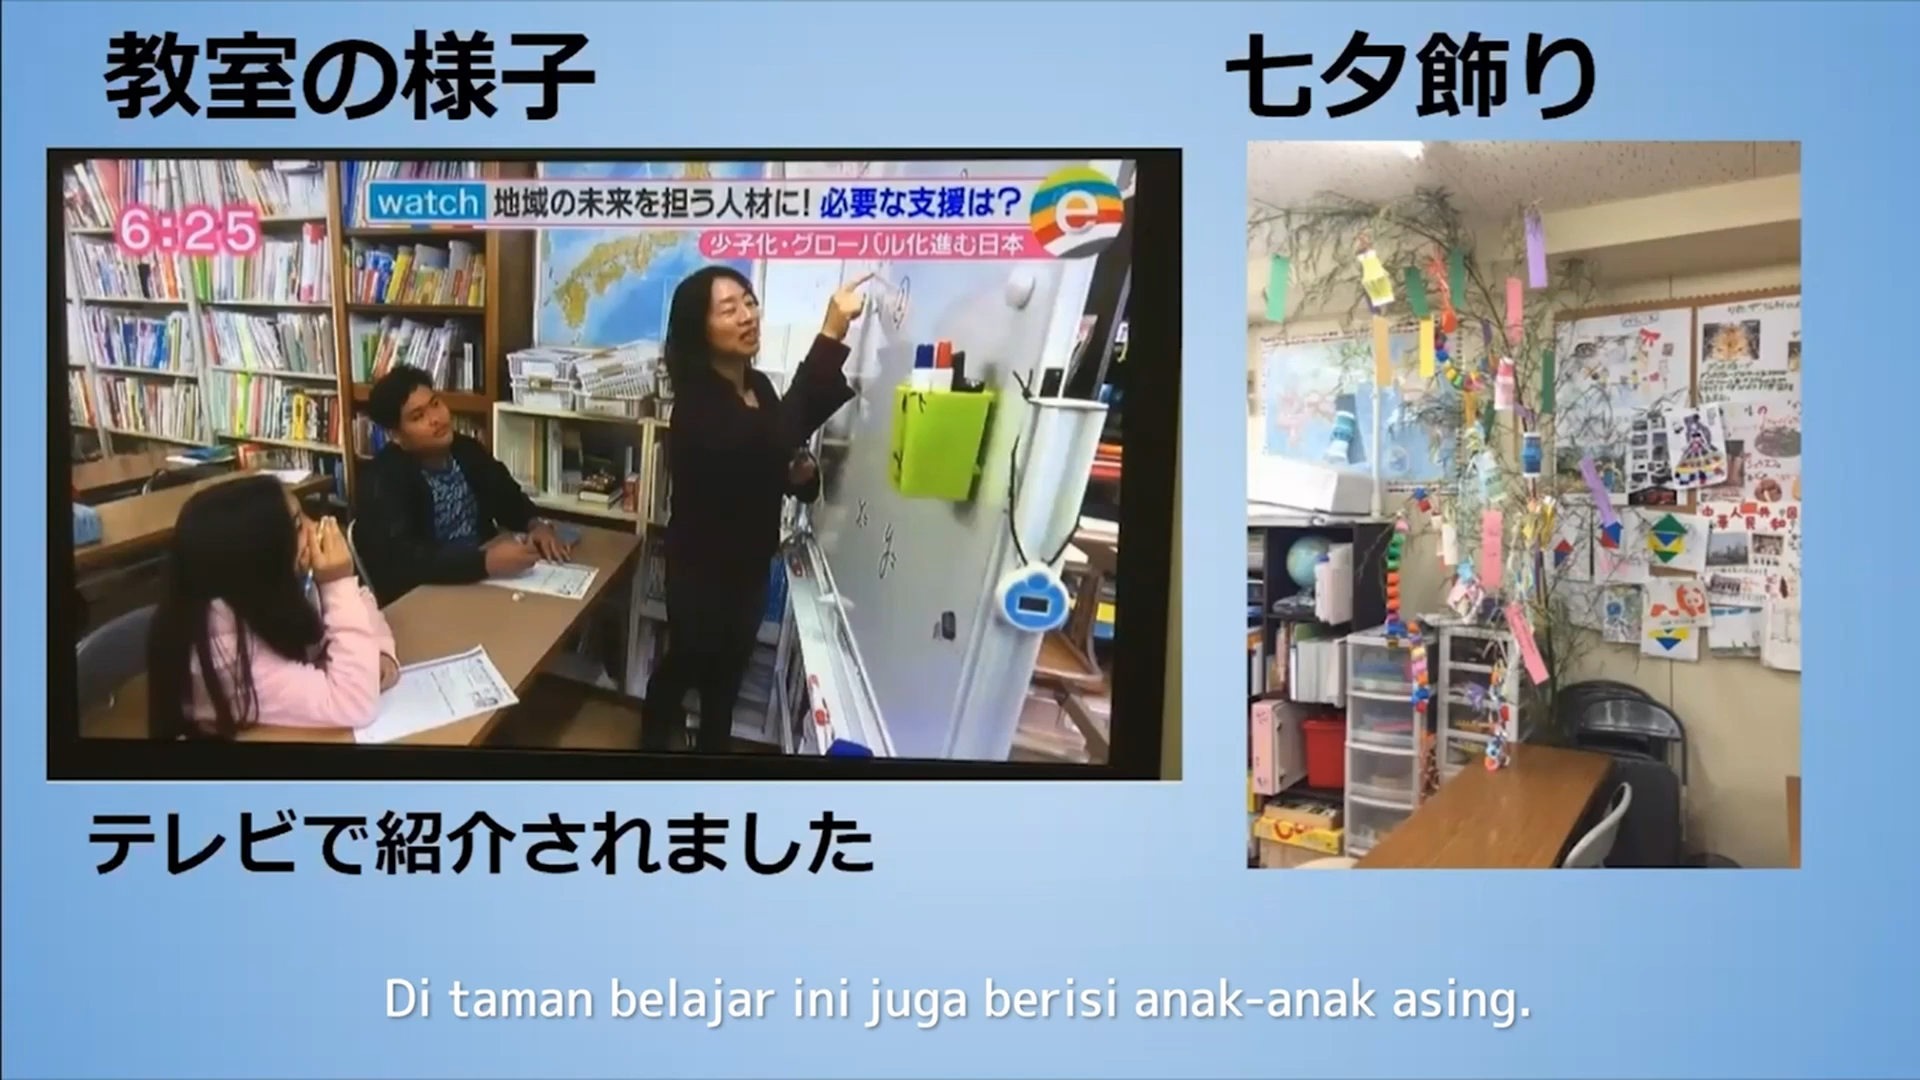 教室の様子
七夕飾り
6:25
watch 地域の未来を担う人材に! 必要な支援は?
少子化・グローバル化進む日本
e
テレビで紹介されました
Di taman belajar ini juga berisi anak-anak asing.